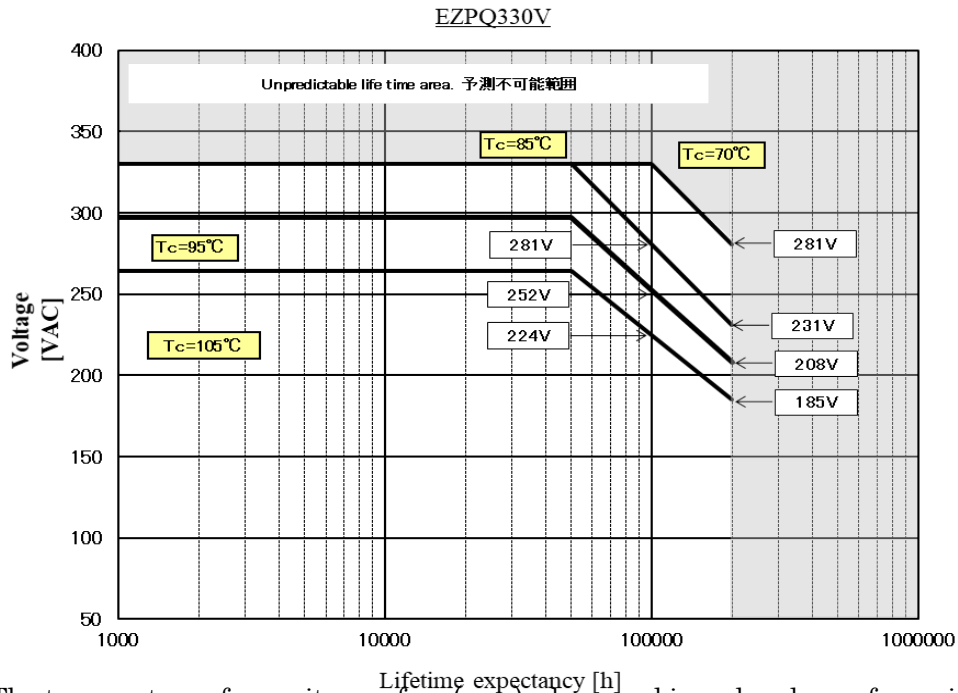 EZPQ330V
400
Unpredictable life time area. 予測不可能範囲
350
Tc=85℃
Tc=70℃
300
Tc=95℃
281V
281V
250
252V
Voltage
[VAC]
231V
224V
Tc=105℃
208V
200
185V
150
100
50
1000
10000
100000
1000000
Lifetime expectancy [h]